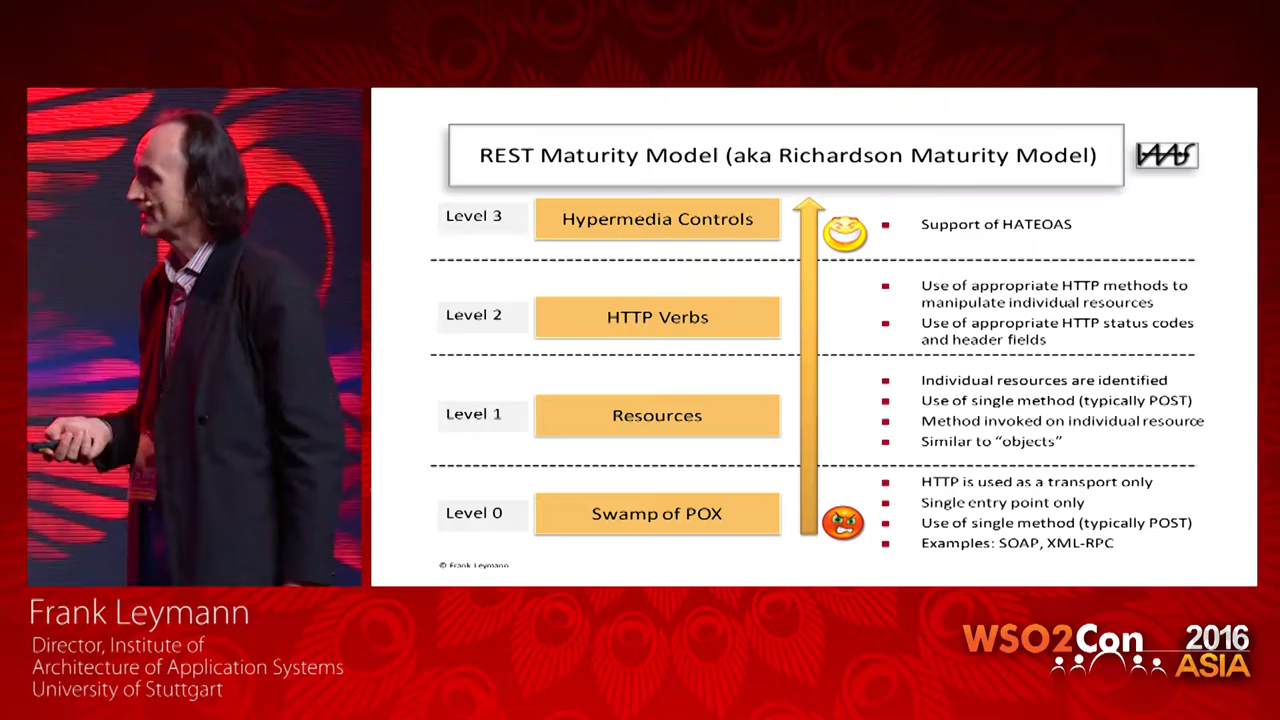 REST Maturity Model (aka Richardson Maturity Model)
IAAS
Level 3
Hypermedia Controls
Support of HATEOAS
Level 2
HTTP Verbs
Use of appropriate HTTP methods to
manipulate individual resources
Use of appropriate HTTP status codes
and header fields
Level 1
Resources
Individual resources are identified
Use of single method (typically POST)
Method invoked on individual resource
Similar to “objects”
Level 0
Swamp of POX
HTTP is used as a transport only
Single entry point only
Use of single method (typically POST)
Examples: SOAP, XML-RPC
© Frank Leymann
Frank Leymann
Director, Institute of
Architecture of Application Systems
University of Stuttgart
WSO2Con 2016
ASIA